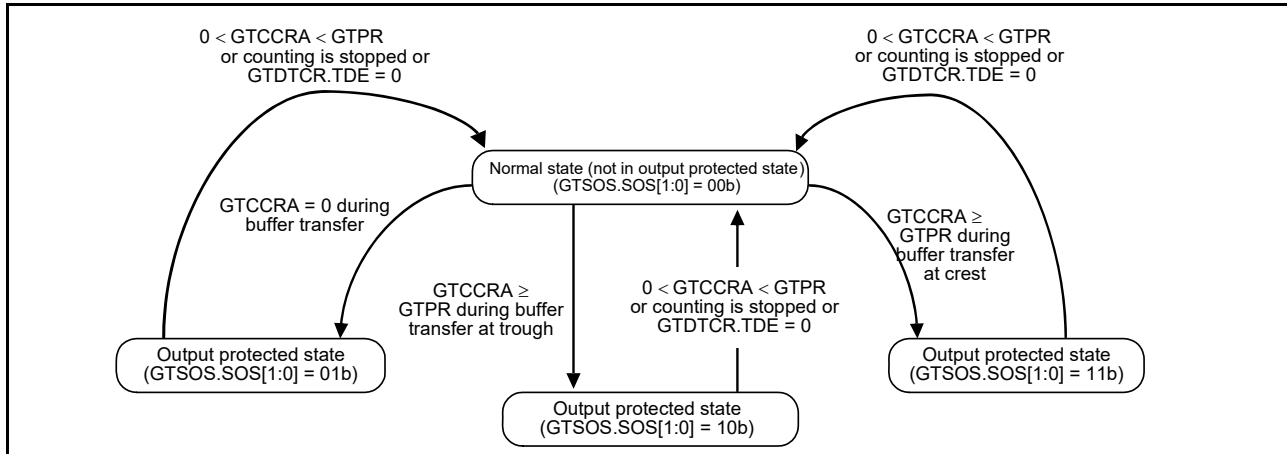 0 < GTCCRA < GTPR
or counting is stopped or
GTDTCR.TDE = 0
0 < GTCCRA < GTPR
or counting is stopped or
GTDTCR.TDE = 0
Normal state (not in output protected state)
(GTSOS.SOS[1:0] = 00b)
GTCCRA = 0 during
buffer transfer
GTCCRA ≥
GTPR during buffer
transfer at trough
0 < GTCCRA < GTPR
or counting is stopped or
GTDTCR.TDE = 0
GTCCRA ≥
GTPR during
buffer transfer
at crest
Output protected state
(GTSOS.SOS[1:0] = 01b)
Output protected state
(GTSOS.SOS[1:0] = 10b)
Output protected state
(GTSOS.SOS[1:0] = 11b)